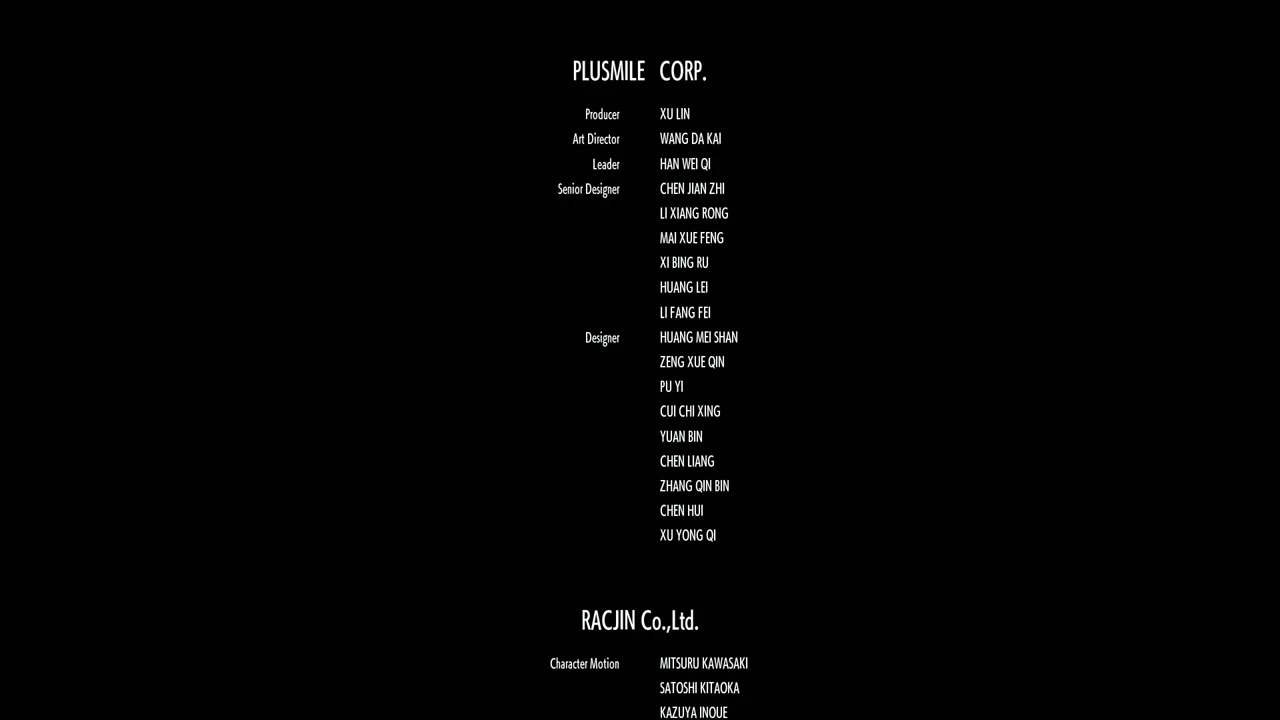 PLUSMILE CORP.
Producer XU LIN
Art Director WANG DA KAI
Leader HAN WEI QI
Senior Designer CHEN JIAN ZHI
LI XIANG RONG
MAI XUE FENG
XI BING RU
HUANG LEI
LI FANG FEI
Designer HUANG MEI SHAN
ZENG XUE QIN
PU YI
CUI CHI XING
YUAN BIN
CHEN LIANG
ZHANG QIN BIN
CHEN HUI
XU YONG QI
RACJIN Co.,Ltd.
Character Motion MITSURU KAWASAKI
SATOSHI KITAOKA
KAZUYA INOUE